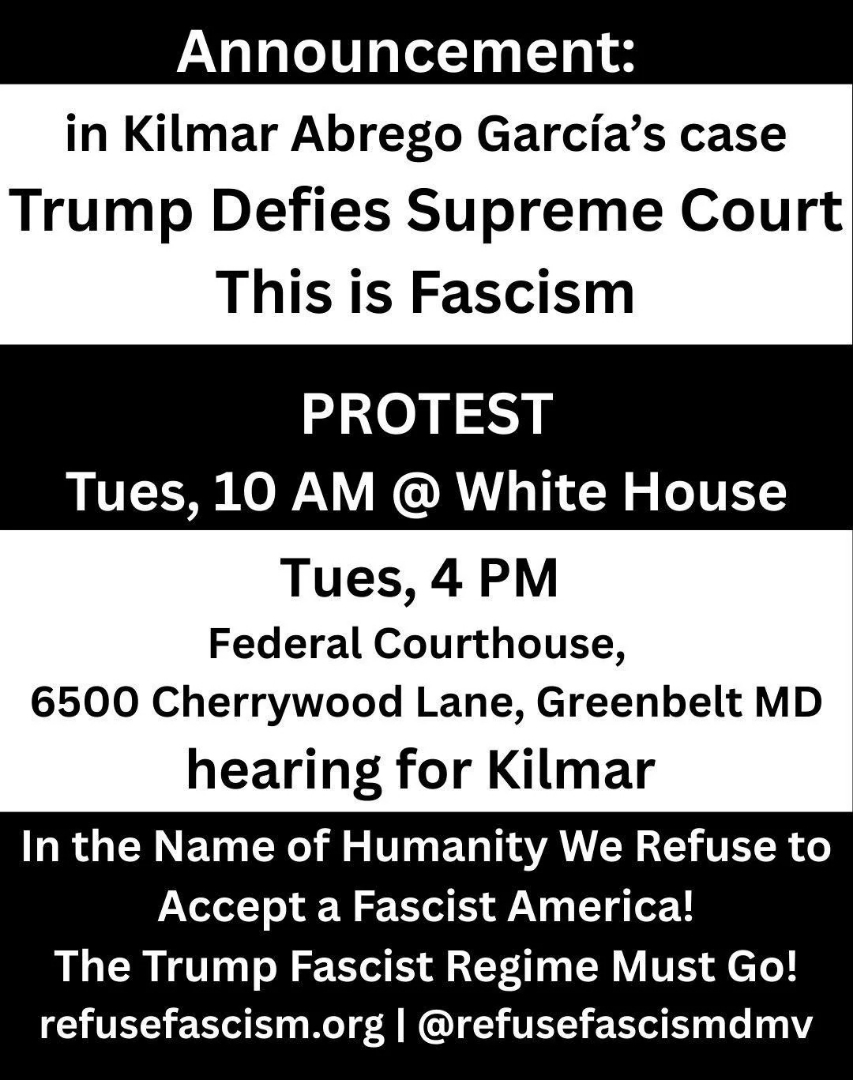 Announcement:
in Kilmar Abrego García’s case
Trump Defies Supreme Court
This is Fascism
PROTEST
Tues, 10 AM @ White House
Tues, 4 PM
Federal Courthouse,
6500 Cherrywood Lane, Greenbelt MD
hearing for Kilmar
In the Name of Humanity We Refuse to
Accept a Fascist America!
The Trump Fascist Regime Must Go!
refusefascism.org | @refusefascismdmv